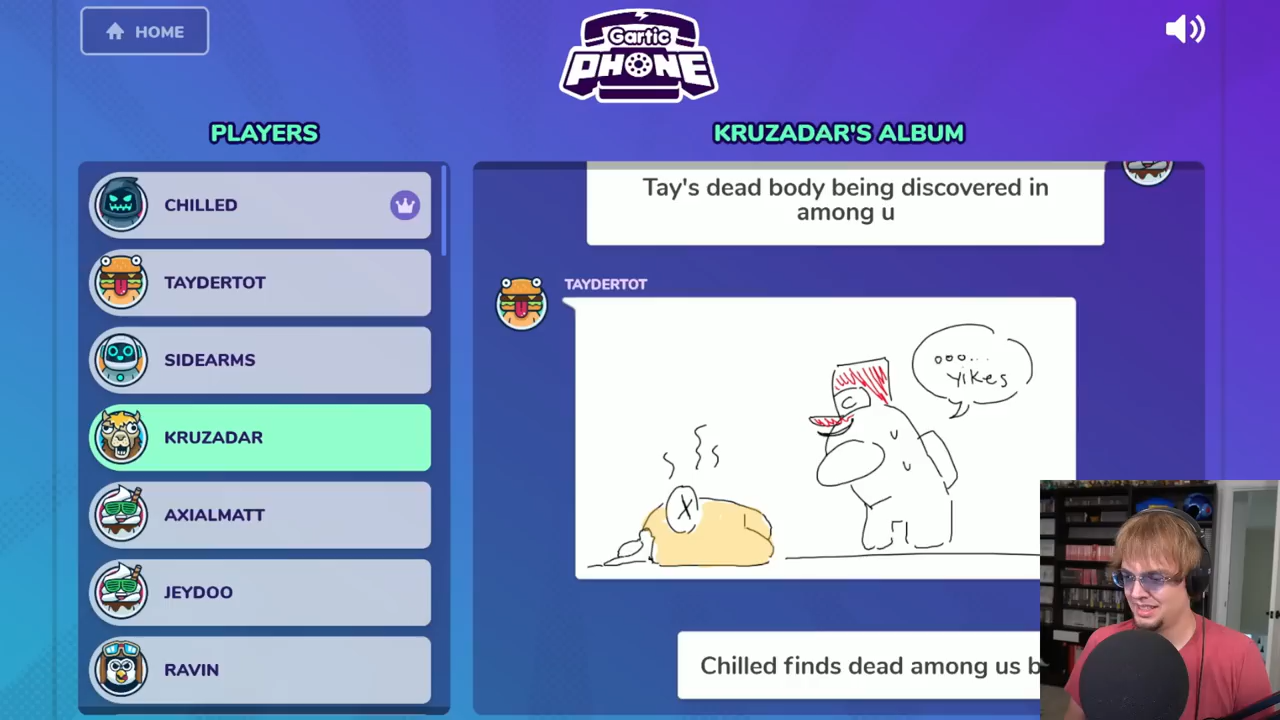 HOME
Gartic
PHONE
PLAYERS
CHILLED
TAYDERTOT
SIDEARMS
KRUZADAR
AXIALMATT
JEYDOO
RAVIN
KRUZADAR'S ALBUM
Tay's dead body being discovered in
among u
TAYDERTOT
ooo...
yikes
C
X
Chilled finds dead among us b